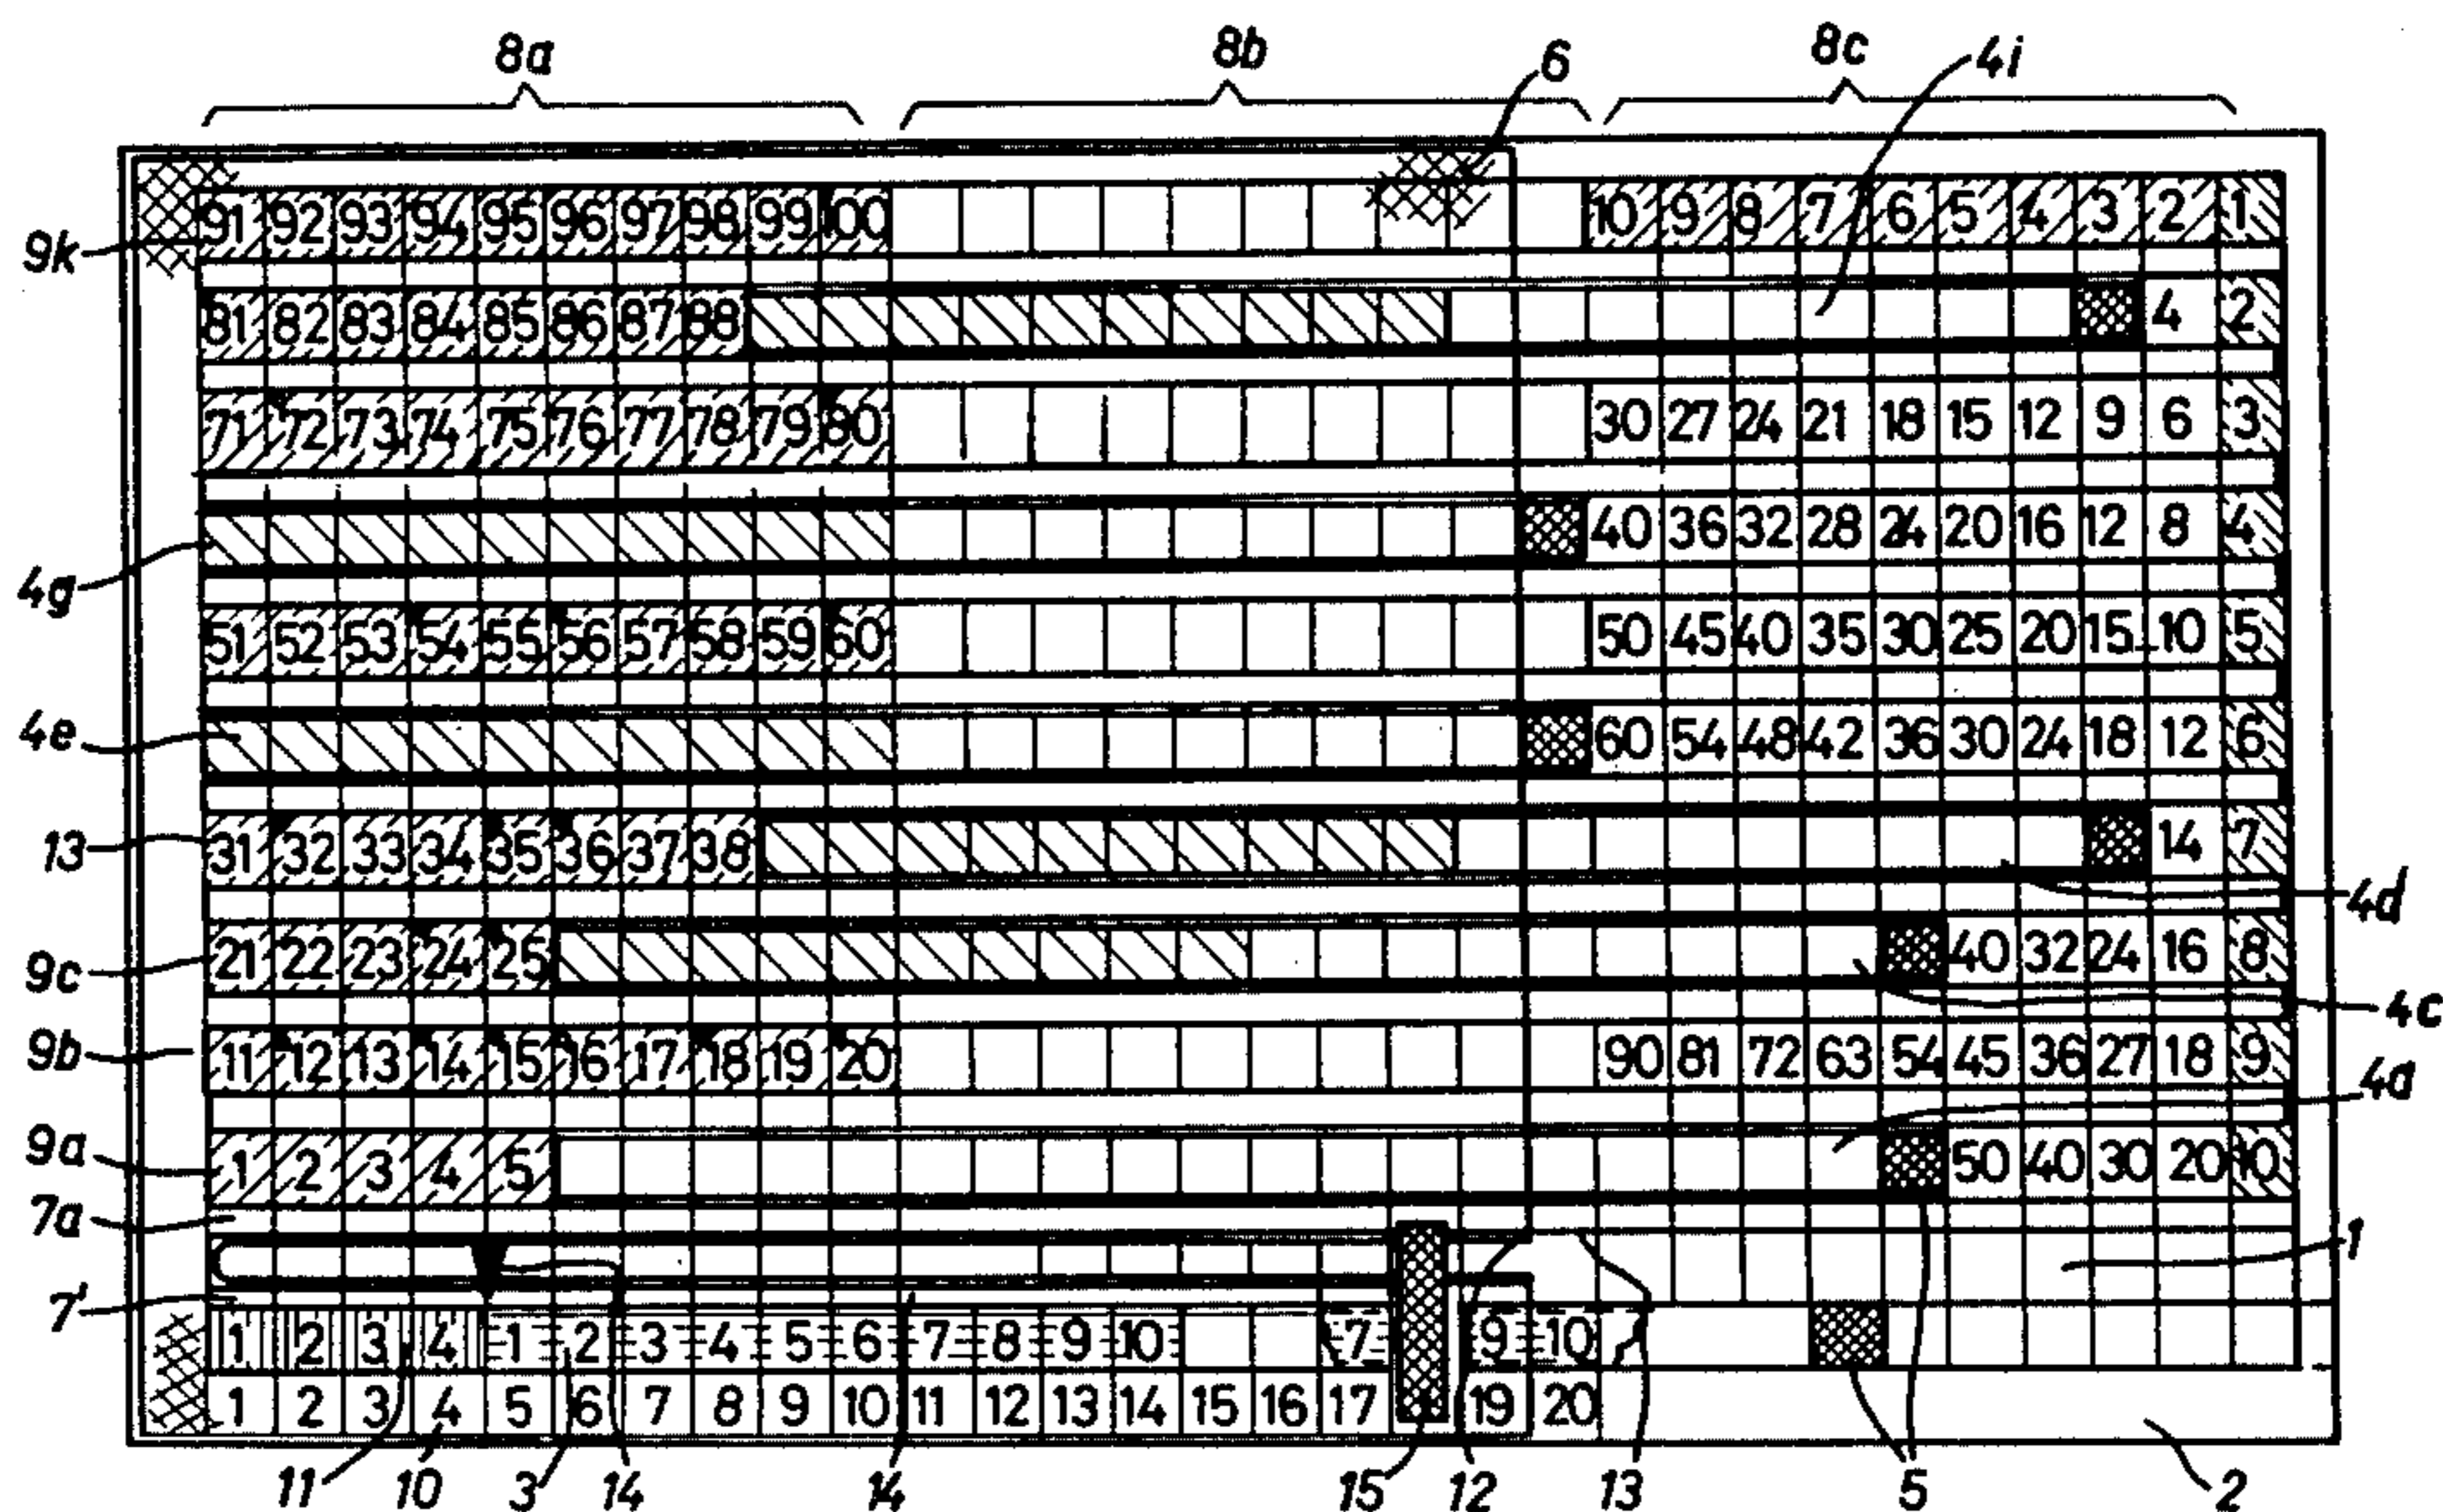 8a 8b 6 8c 4i
9k 91 92 93 94 95 96 97 98 99 100 10 9 8 7 6 5 4 3 2 1
81 82 83 84 85 86 87 88 4 2
71 72 73 74 75 76 77 78 79 80 30 27 24 21 18 15 12 9 6 3
4g 40 36 32 28 24 20 16 12 8 4
51 52 53 54 55 56 57 58 59 60 50 45 40 35 30 25 20 15 10 5
4e 60 54 48 42 36 30 24 18 12 6
13 31 32 33 34 35 36 37 38 14 7
4d
9c 21 22 23 24 25 40 32 24 16 8
4c
9b 11 12 13 14 15 16 17 18 19 20 90 81 72 63 54 45 36 27 18 9
4a
9a 1 2 3 4 5 50 40 30 20 10
7a
1
7'
1 2 3 4 1 2 3 4 5 6 7 8 9 10 7 9 10
1 2 3 4 5 6 7 8 9 10 11 12 13 14 15 16 17 19 20
11 10 3 14 14 15 12 13 5 2